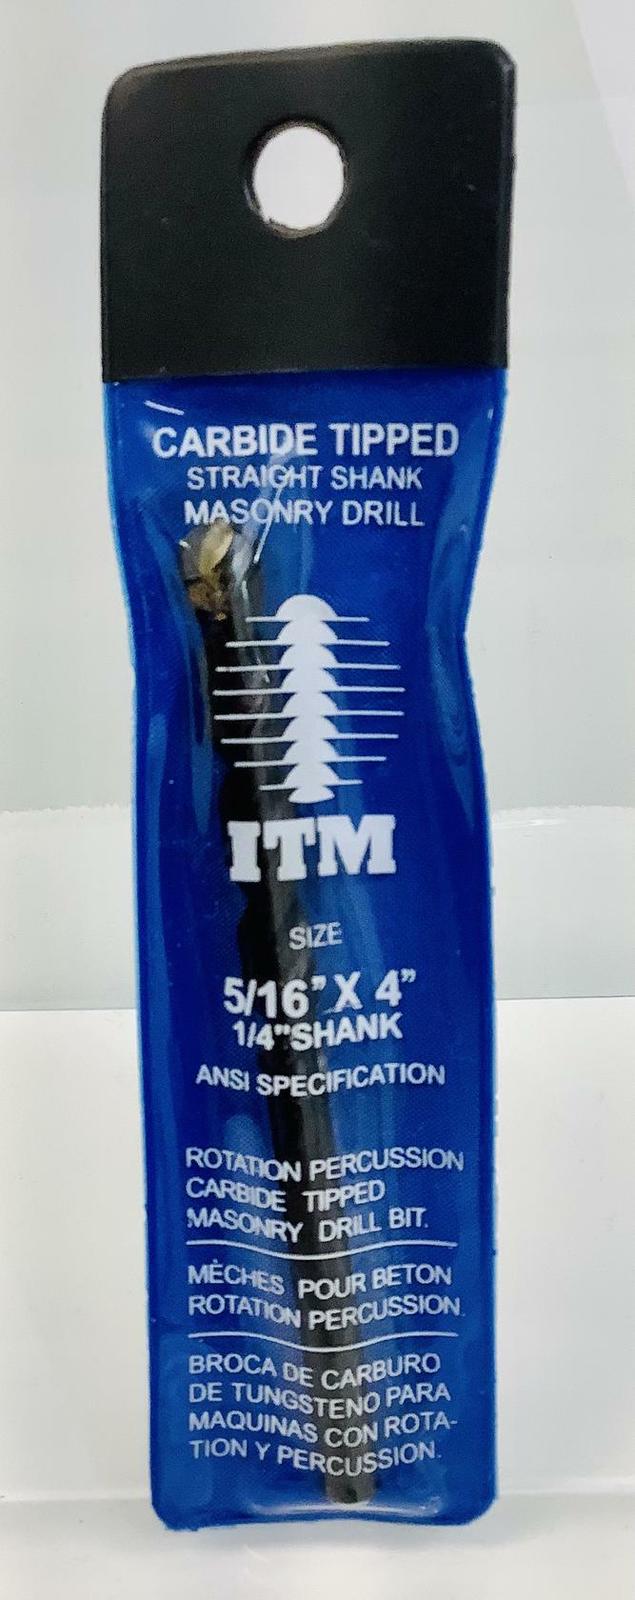 CARBIDE TIPPED
STRAIGHT SHANK
MASONRY DRILL
ITM
SIZE
5/16" X 4"
1/4" SHANK
ANSI SPECIFICATION
ROTATION PERCUSSION
CARBIDE TIPPED
MASONRY DRILL BIT.
MÈCHES POUR BETON
ROTATION PERCUSSION.
BROCA DE CARBURO
DE TUNGSTENO PARA
MAQUINAS CON ROTA-
TION Y PERCUSSION.